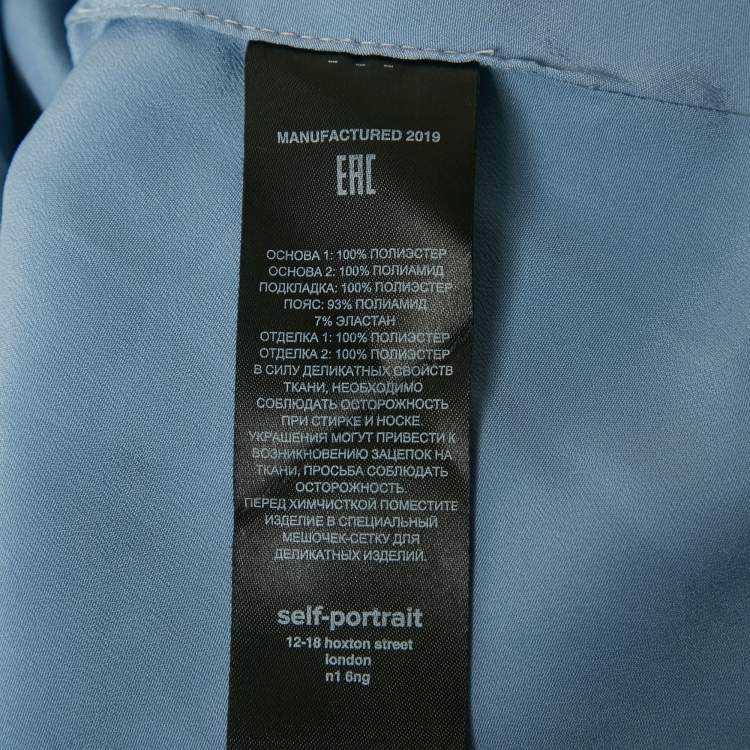 MANUFACTURED 2019
EAC
ОСНОВА 1: 100% ПОЛИЭСТЕР
ОСНОВА 2: 100% ПОЛИАМИД
ПОДКЛАДКА: 100% ПОЛИЭСТЕР
ПОЯС: 93% ПОЛИАМИД
7% ЭЛАСТАН
ОТДЕЛКА 1: 100% ПОЛИЭСТЕР
ОТДЕЛКА 2: 100% ПОЛИЭСТЕР
В СИЛУ ДЕЛИКАТНЫХ СВОЙСТВ
ТКАНИ, НЕОБХОДИМО
СОБЛЮДАТЬ ОСТОРОЖНОСТЬ
ПРИ СТИРКЕ И НОСКЕ.
УКРАШЕНИЯ МОГУТ ПРИВЕСТИ К
ВОЗНИКНОВЕНИЮ ЗАЦЕПОК НА
ТКАНИ, ПРОСЬБА СОБЛЮДАТЬ
ОСТОРОЖНОСТЬ.
ПЕРЕД ХИМЧИСТКОЙ ПОМЕСТИТЕ
ИЗДЕЛИЕ В СПЕЦИАЛЬНЫЙ
МЕШОЧЕК-СЕТКУ ДЛЯ
ДЕЛИКАТНЫХ ИЗДЕЛИЙ.
self-portrait
12-18 hoxton street
london
n1 6ng